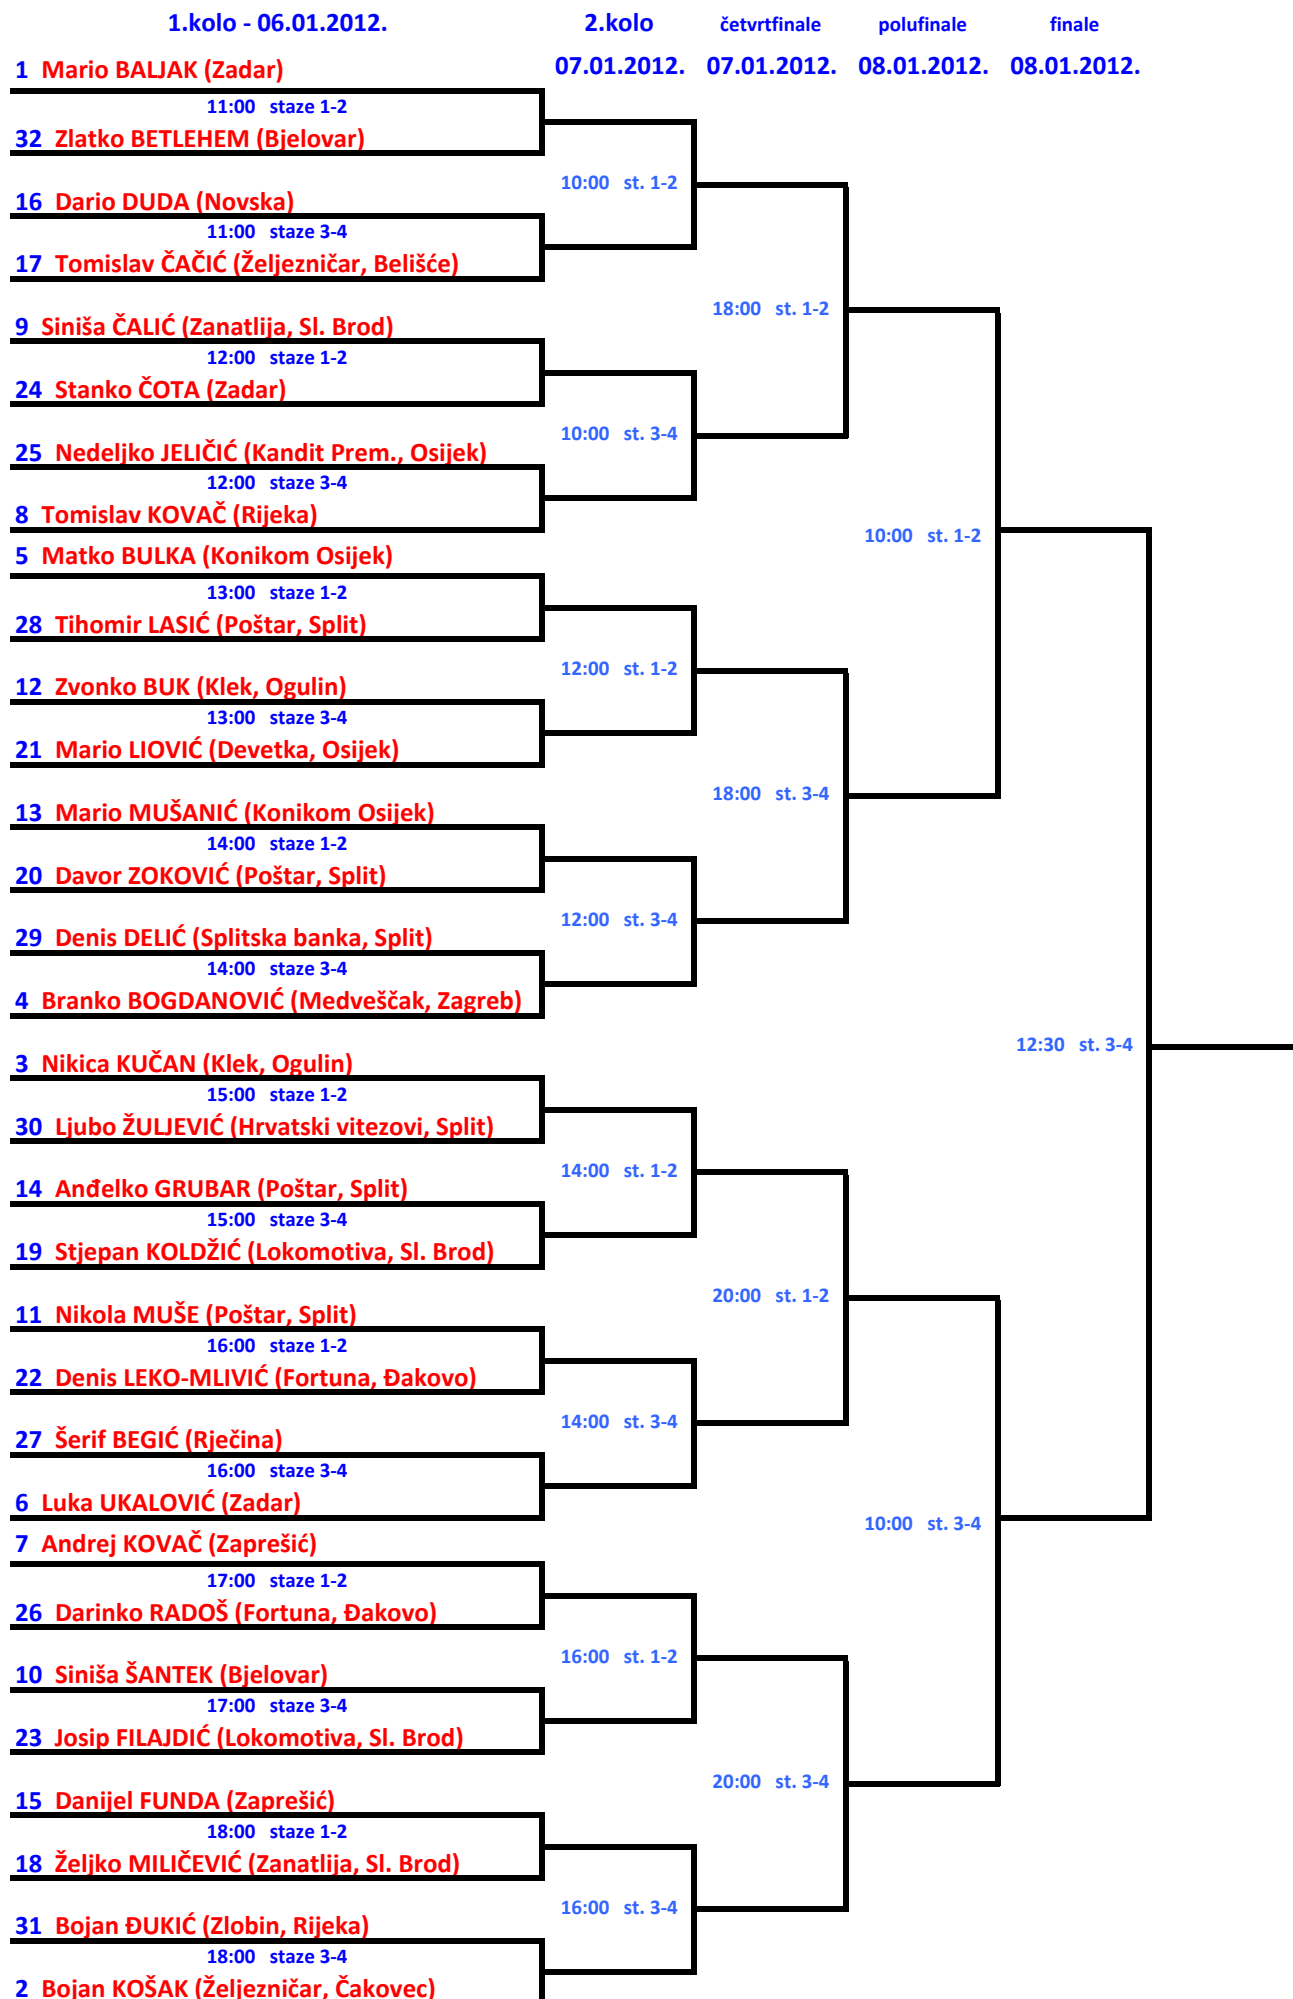 1.kolo - 06.01.2012. 2.kolo četvrtfinale polufinale finale
07.01.2012. 07.01.2012. 08.01.2012. 08.01.2012.
1 Mario BALJAK (Zadar)
11:00 staze 1-2
32 Zlatko BETLEHEM (Bjelovar)
10:00 st. 1-2
16 Dario DUDA (Novska)
11:00 staze 3-4
17 Tomislav ČAČIĆ (Željezničar, Belišće)
18:00 st. 1-2
9 Siniša ČALIĆ (Zanatlija, Sl. Brod)
12:00 staze 1-2
24 Stanko ČOTA (Zadar)
10:00 st. 3-4
25 Nedeljko JELIČIĆ (Kandit Prem., Osijek)
12:00 staze 3-4
8 Tomislav KOVAČ (Rijeka)
10:00 st. 1-2
5 Matko BULKA (Konikom Osijek)
13:00 staze 1-2
28 Tihomir LASIĆ (Poštar, Split)
12:00 st. 1-2
12 Zvonko BUK (Klek, Ogulin)
13:00 staze 3-4
21 Mario LIOVIĆ (Devetka, Osijek)
18:00 st. 3-4
13 Mario MUŠANIĆ (Konikom Osijek)
14:00 staze 1-2
20 Davor ZOKOVIĆ (Poštar, Split)
12:00 st. 3-4
29 Denis DELIĆ (Splitska banka, Split)
14:00 staze 3-4
4 Branko BOGDANOVIĆ (Medveščak, Zagreb)
12:30 st. 3-4
3 Nikica KUČAN (Klek, Ogulin)
15:00 staze 1-2
30 Ljubo ŽULJEVIĆ (Hrvatski vitezovi, Split)
14:00 st. 1-2
14 Anđelko GRUBAR (Poštar, Split)
15:00 staze 3-4
19 Stjepan KOLDŽIĆ (Lokomotiva, Sl. Brod)
20:00 st. 1-2
11 Nikola MUŠE (Poštar, Split)
16:00 staze 1-2
22 Denis LEKO-MLIVIĆ (Fortuna, Đakovo)
14:00 st. 3-4
27 Šerif BEGIĆ (Rječina)
16:00 staze 3-4
6 Luka UKALOVIĆ (Zadar)
10:00 st. 3-4
7 Andrej KOVAČ (Zaprešić)
17:00 staze 1-2
26 Darinko RADOŠ (Fortuna, Đakovo)
16:00 st. 1-2
10 Siniša ŠANTEK (Bjelovar)
17:00 staze 3-4
23 Josip FILAJDIĆ (Lokomotiva, Sl. Brod)
20:00 st. 3-4
15 Danijel FUNDA (Zaprešić)
18:00 staze 1-2
18 Željko MILIČEVIĆ (Zanatlija, Sl. Brod)
16:00 st. 3-4
31 Bojan ĐUKIĆ (Zlobin, Rijeka)
18:00 staze 3-4
2 Bojan KOŠAK (Željezničar, Čakovec)